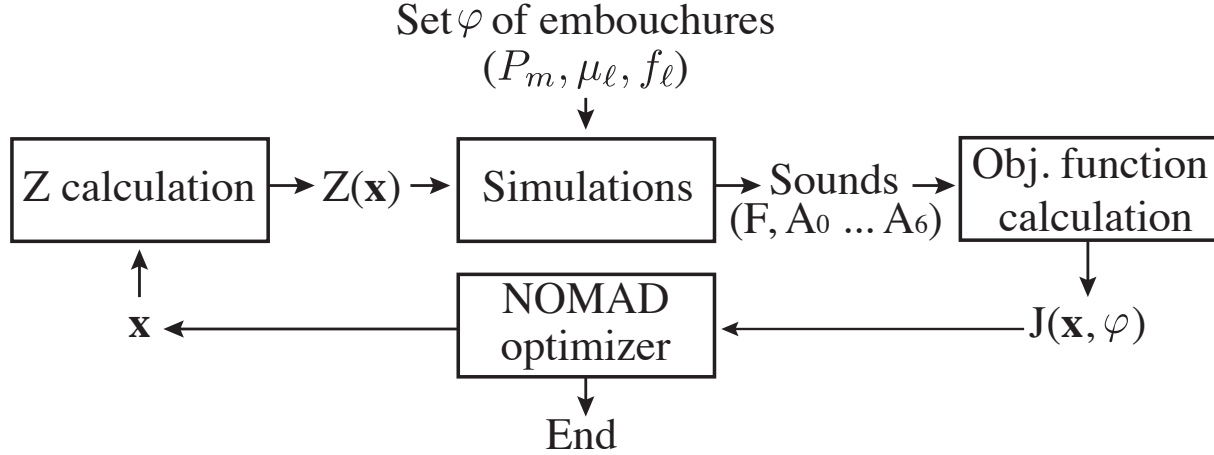 Set φ of embouchures
(P_m, μ_ℓ, f_ℓ)
Z calculation
Z(x)
Simulations
Sounds
(F, A0 ... A6)
Obj. function
calculation
NOMAD
optimizer
x
J(x, φ)
End